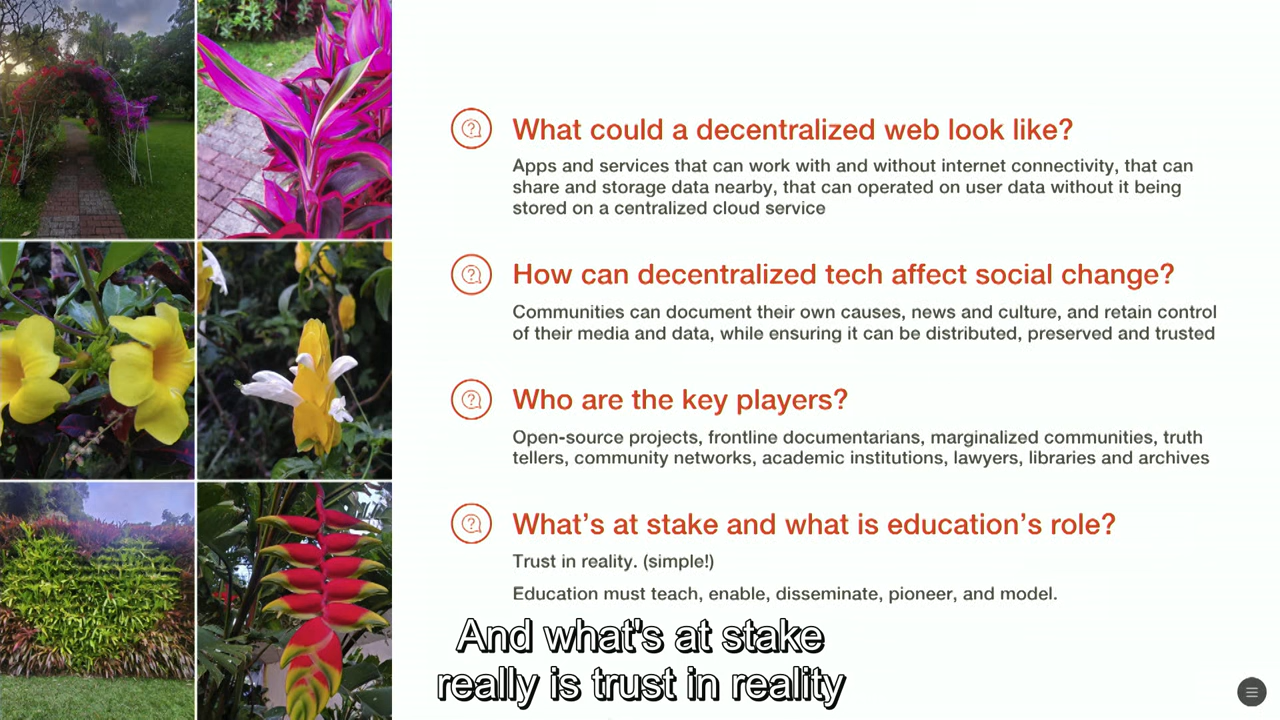 What could a decentralized web look like?
Apps and services that can work with and without internet connectivity, that can
share and storage data nearby, that can operated on user data without it being
stored on a centralized cloud service
How can decentralized tech affect social change?
Communities can document their own causes, news and culture, and retain control
of their media and data, while ensuring it can be distributed, preserved and trusted
Who are the key players?
Open-source projects, frontline documentarians, marginalized communities, truth
tellers, community networks, academic institutions, lawyers, libraries and archives
What's at stake and what is education's role?
Trust in reality. (simple!)
Education must teach, enable, disseminate, pioneer, and model.
And what's at stake
really is trust in reality